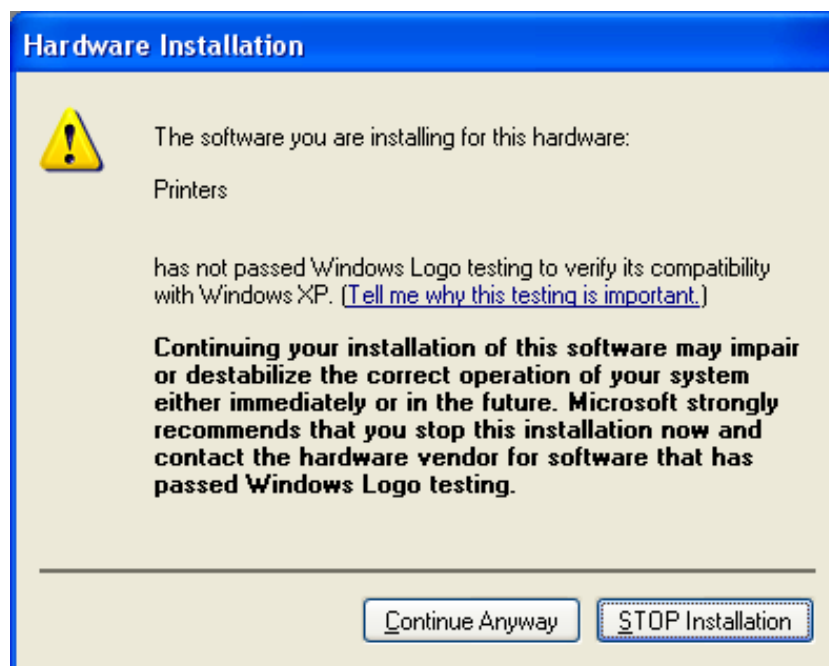 Hardware Installation
The software you are installing for this hardware:
Printers
has not passed Windows Logo testing to verify its compatibility
with Windows XP. (Tell me why this testing is important.)
Continuing your installation of this software may impair
or destabilize the correct operation of your system
either immediately or in the future. Microsoft strongly
recommends that you stop this installation now and
contact the hardware vendor for software that has
passed Windows Logo testing.
Continue Anyway STOP Installation